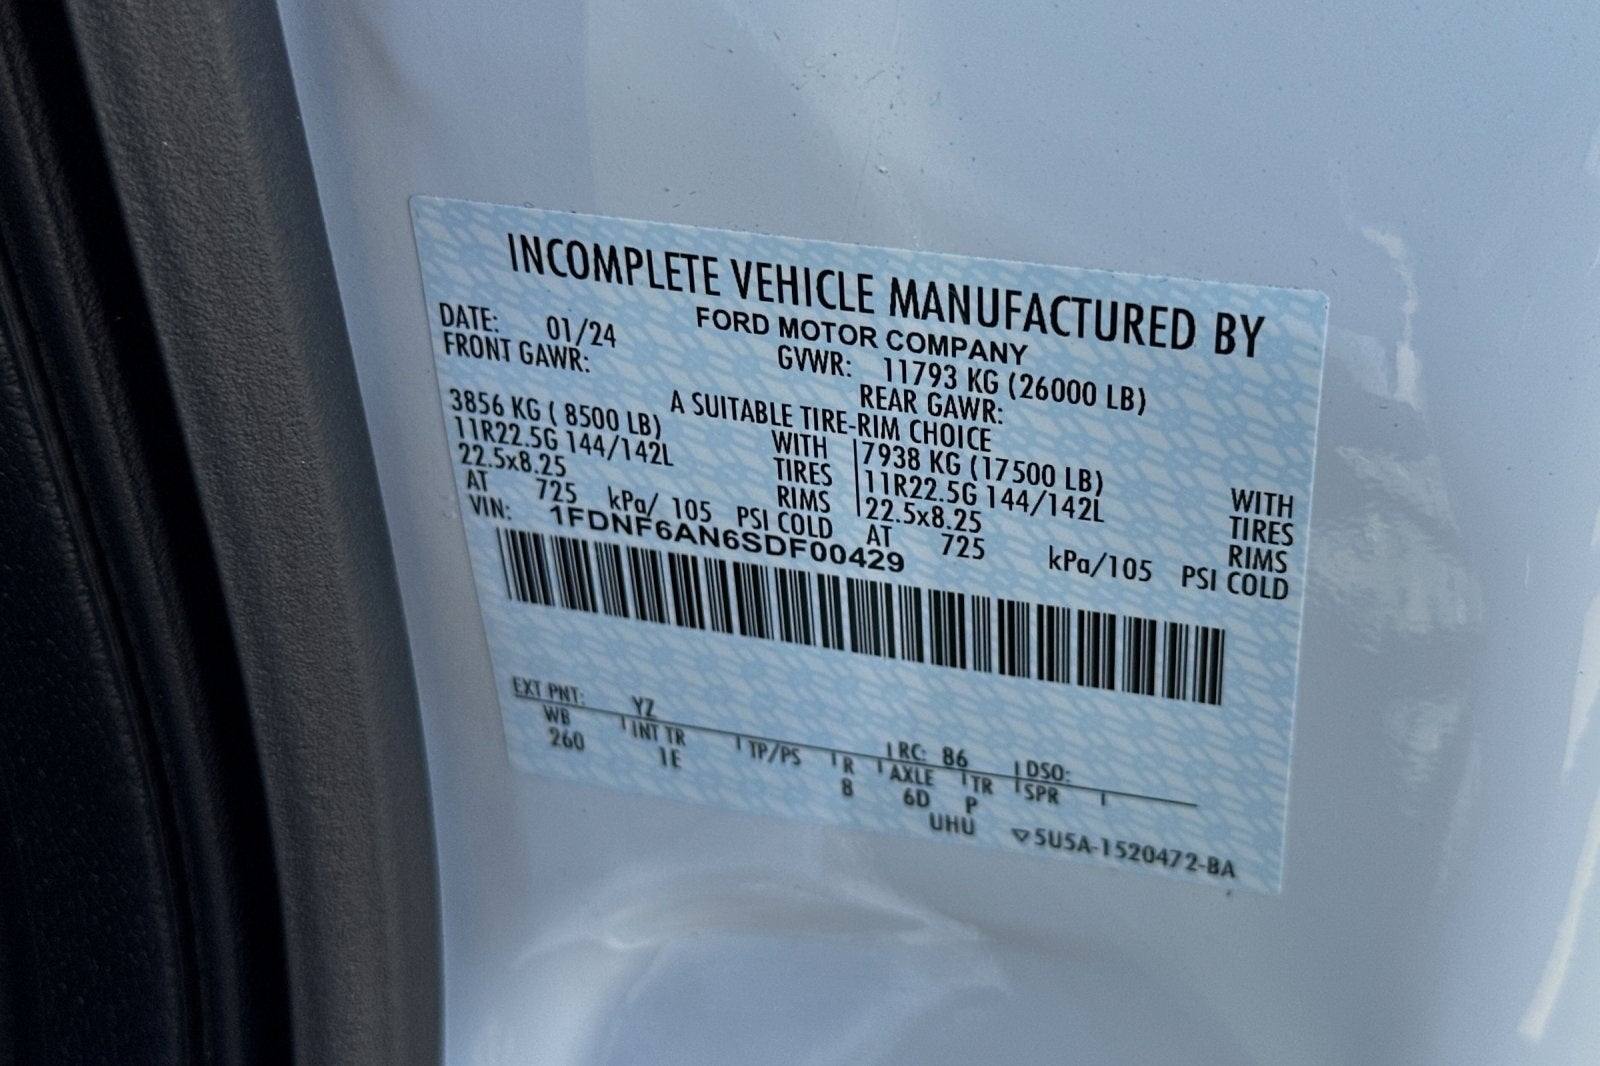 INCOMPLETE VEHICLE MANUFACTURED BY
FORD MOTOR COMPANY
DATE: 01/24 GVWR: 11793 KG (26000 LB)
FRONT GAWR: REAR GAWR:
A SUITABLE TIRE-RIM CHOICE
3856 KG ( 8500 LB) WITH 7938 KG (17500 LB) WITH
11R22.5G 144/142L TIRES 11R22.5G 144/142L TIRES
22.5x8.25 RIMS 22.5x8.25 RIMS
AT 725 kPa/ 105 PSI COLD AT 725 kPa/105 PSI COLD
VIN: 1FDNF6AN6SDF00429
EXT PNT: YZ RC: 86 DSO:
WB INT TR TP/PS R AXLE TR SPR
260 1E 8 6D P
UHU 5U5A-1520472-BA